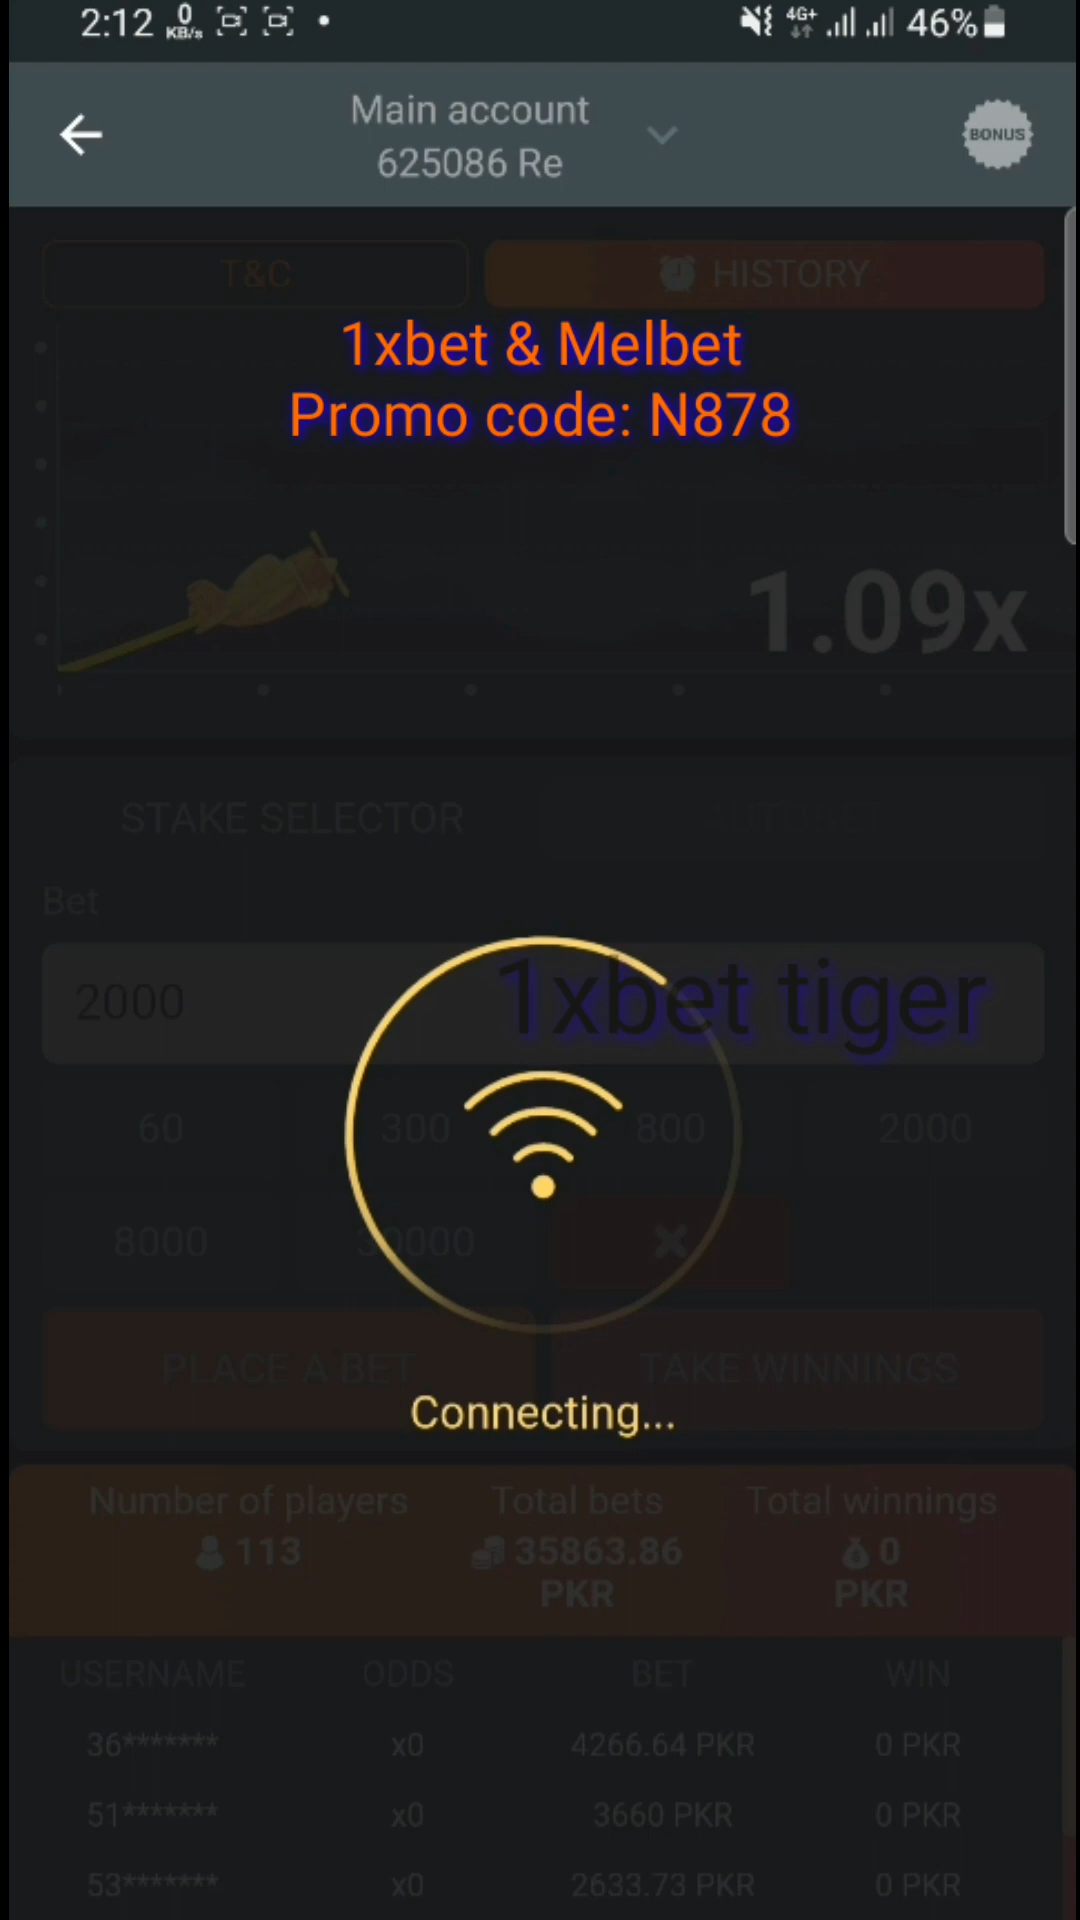 2:12 0 KB/s 4G+ 46%
Main account
625086 Re
BONUS
T&C HISTORY
1xbet & Melbet
Promo code: N878
1.09x
STAKE SELECTOR AUTOBET
Bet
2000
1xbet tiger
60 300 800 2000
8000 30000
PLACE A BET TAKE WINNINGS
Connecting...
Number of players Total bets Total winnings
113 35863.86 0
PKR PKR
USERNAME ODDS BET WIN
36******* x0 4266.64 PKR 0 PKR
51******* x0 3660 PKR 0 PKR
53******* x0 2633.73 PKR 0 PKR